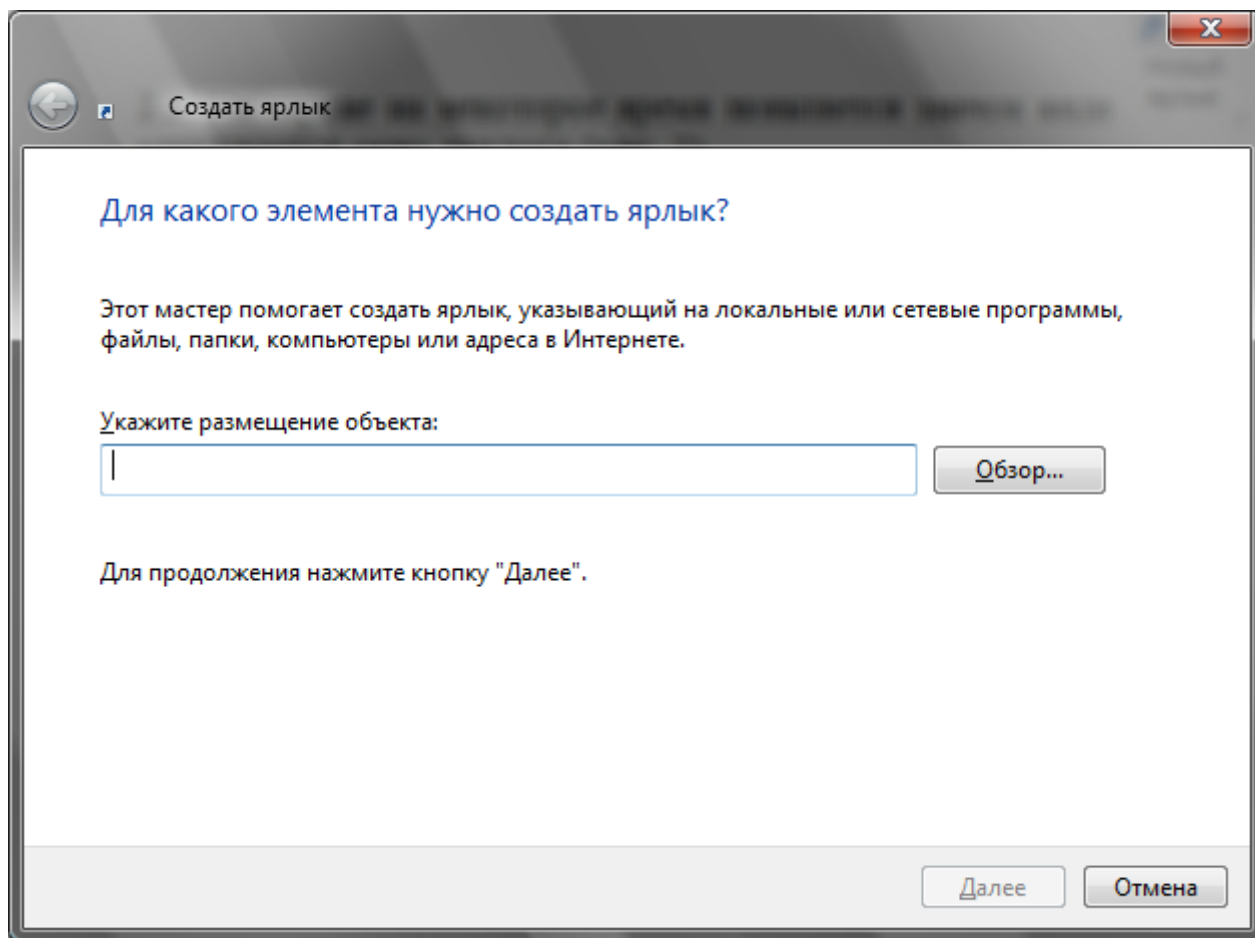 Создать ярлык
Для какого элемента нужно создать ярлык?
Этот мастер помогает создать ярлык, указывающий на локальные или сетевые программы,
файлы, папки, компьютеры или адреса в Интернете.
Укажите размещение объекта:
Обзор...
Для продолжения нажмите кнопку "Далее".
Далее
Отмена